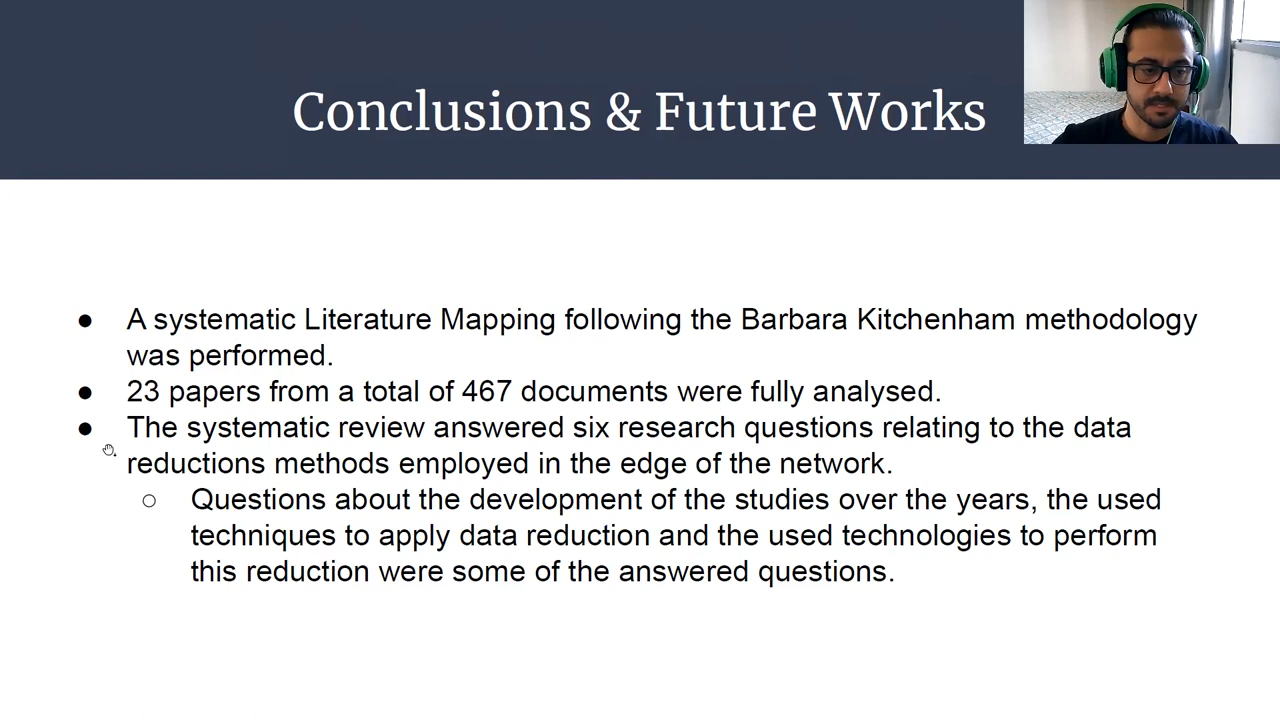 Conclusions & Future Works
● A systematic Literature Mapping following the Barbara Kitchenham methodology
was performed.
● 23 papers from a total of 467 documents were fully analysed.
● The systematic review answered six research questions relating to the data
reductions methods employed in the edge of the network.
○ Questions about the development of the studies over the years, the used
techniques to apply data reduction and the used technologies to perform
this reduction were some of the answered questions.